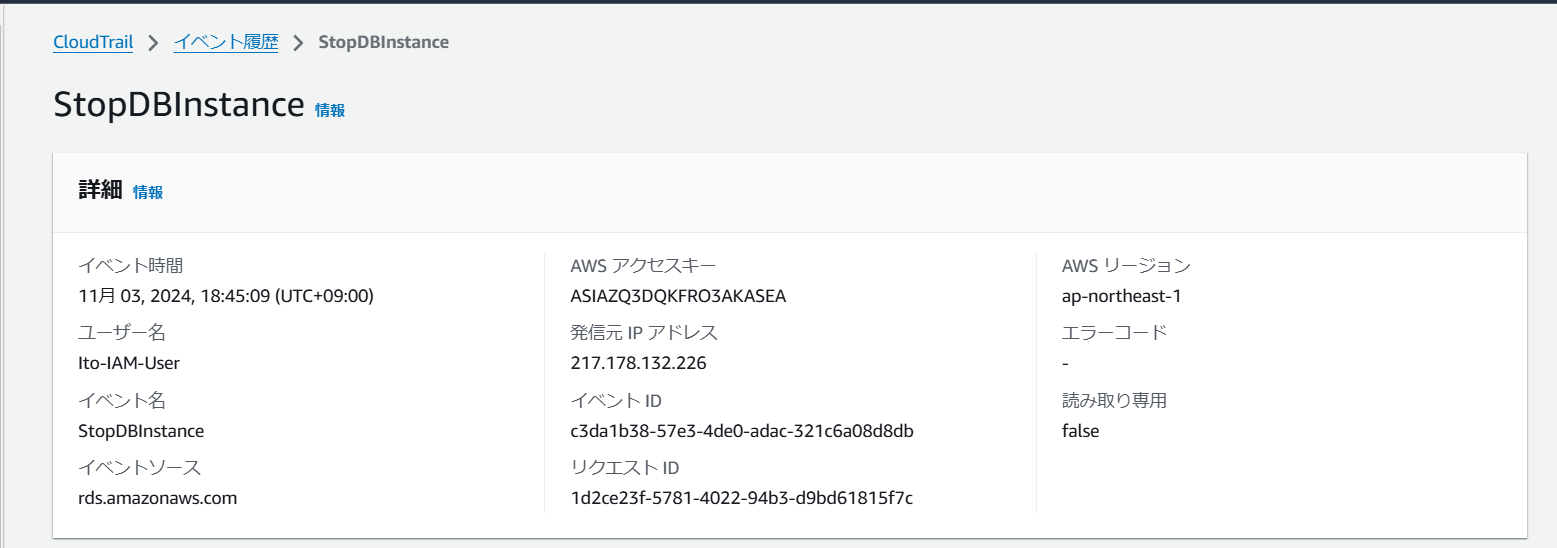 CloudTrail > イベント履歴 > StopDBInstance
StopDBInstance 情報
詳細 情報
イベント時間
11月 03, 2024, 18:45:09 (UTC+09:00)
ユーザー名
Ito-IAM-User
イベント名
StopDBInstance
イベントソース
rds.amazonaws.com
AWS アクセスキー
ASIAZQ3DQKFRO3AKASEA
発信元 IP アドレス
217.178.132.226
イベント ID
c3da1b38-57e3-4de0-adac-321c6a08d8db
リクエスト ID
1d2ce23f-5781-4022-94b3-d9bd61815f7c
AWS リージョン
ap-northeast-1
エラーコード
-
読み取り専用
false